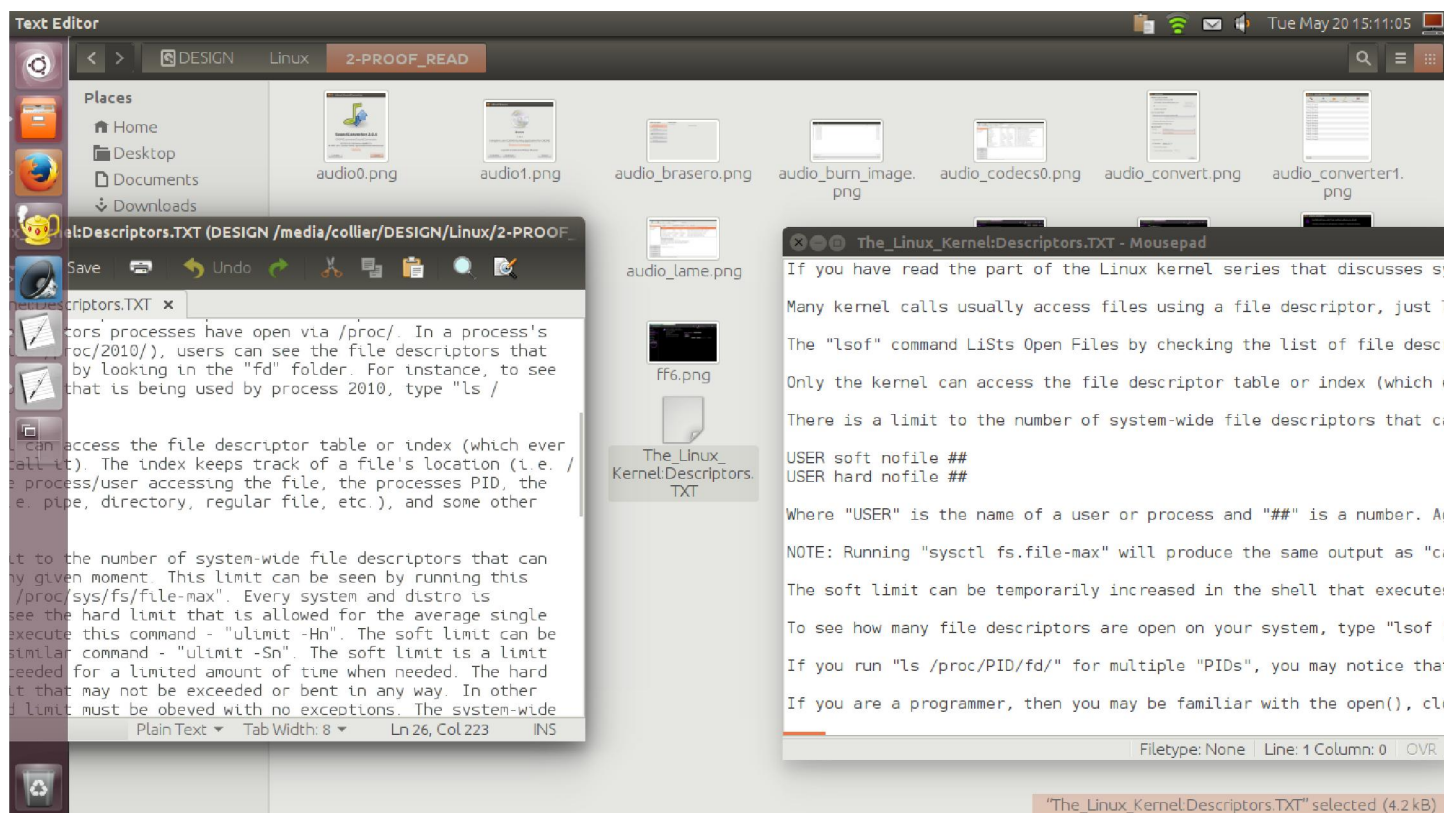 Text Editor
Tue May 20 15:11:05
DESIGN
Linux
2-PROOF_READ
Places
Home
Desktop
Documents
Downloads
audio0.png
audio1.png
audio_brasero.png
audio_burn_image.
png
audio_codecs0.png
audio_convert.png
audio_converter1.
png
audio_lame.png
ff6.png
The_Linux_
Kernel:Descriptors.
TXT
el:Descriptors.TXT (DESIGN /media/collier/DESIGN/Linux/2-PROOF_
Save
Undo
criptors.TXT
tors processes have open via /proc/. In a process's
roc/2010/), users can see the file descriptors that
by looking in the "fd" folder. For instance, to see
that is being used by process 2010, type "ls /
can access the file descriptor table or index (which ever
call it). The index keeps track of a file's location (i.e. /
process/user accessing the file, the processes PID, the
e. pipe, directory, regular file, etc.), and some other
it to the number of system-wide file descriptors that can
ny given moment. This limit can be seen by running this
/proc/sys/fs/file-max". Every system and distro is
see the hard limit that is allowed for the average single
execute this command - "ulimit -Hn". The soft limit can be
similar command - "ulimit -Sn". The soft limit is a limit
ceeded for a limited amount of time when needed. The hard
it that may not be exceeded or bent in any way. In other
d limit must be obeyed with no exceptions. The system-wide
Plain Text
Tab Width: 8
Ln 26, Col 223
INS
The_Linux_Kernel:Descriptors.TXT - Mousepad
If you have read the part of the Linux kernel series that discusses sy
Many kernel calls usually access files using a file descriptor, just l
The "lsof" command LiSts Open Files by checking the list of file desc
Only the kernel can access the file descriptor table or index (which
There is a limit to the number of system-wide file descriptors that ca
USER soft nofile ##
USER hard nofile ##
Where "USER" is the name of a user or process and "##" is a number. A
NOTE: Running "sysctl fs.file-max" will produce the same output as "ca
The soft limit can be temporarily increased in the shell that executes
To see how many file descriptors are open on your system, type "lsof
If you run "ls /proc/PID/fd/" for multiple "PIDs", you may notice tha
If you are a programmer, then you may be familiar with the open(), clo
Filetype: None
Line: 1 Column: 0
OVR
"The_Linux_Kernel:Descriptors.TXT" selected (4.2 kB)